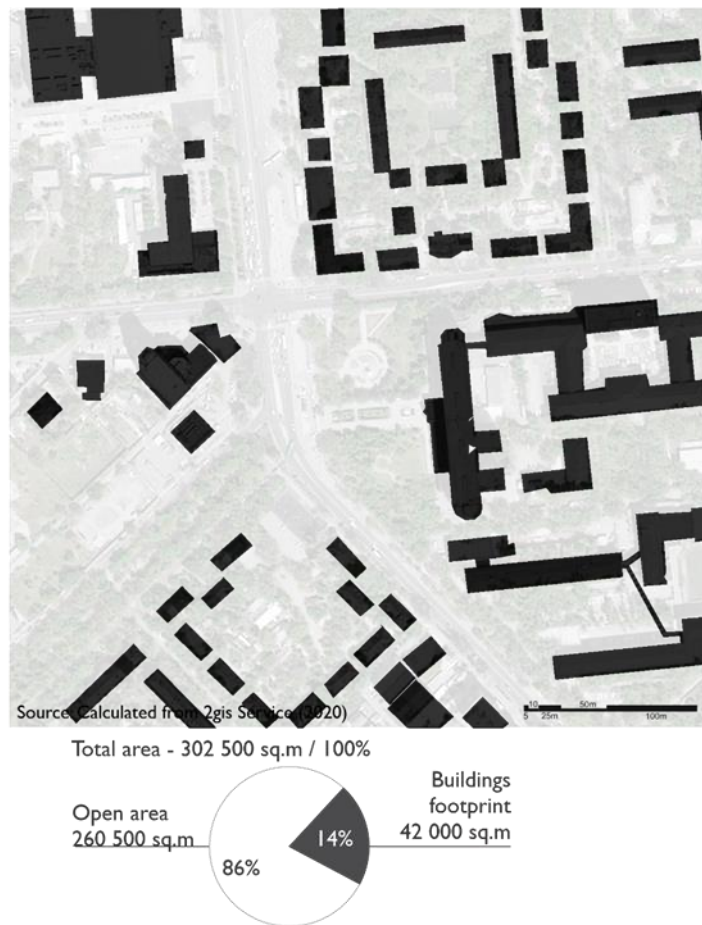 Source: Calculated from 2gis Service (2020)
10 50m
5 25m 100m
Total area - 302 500 sq.m / 100%
Open area
260 500 sq.m
86%
14%
Buildings
footprint
42 000 sq.m